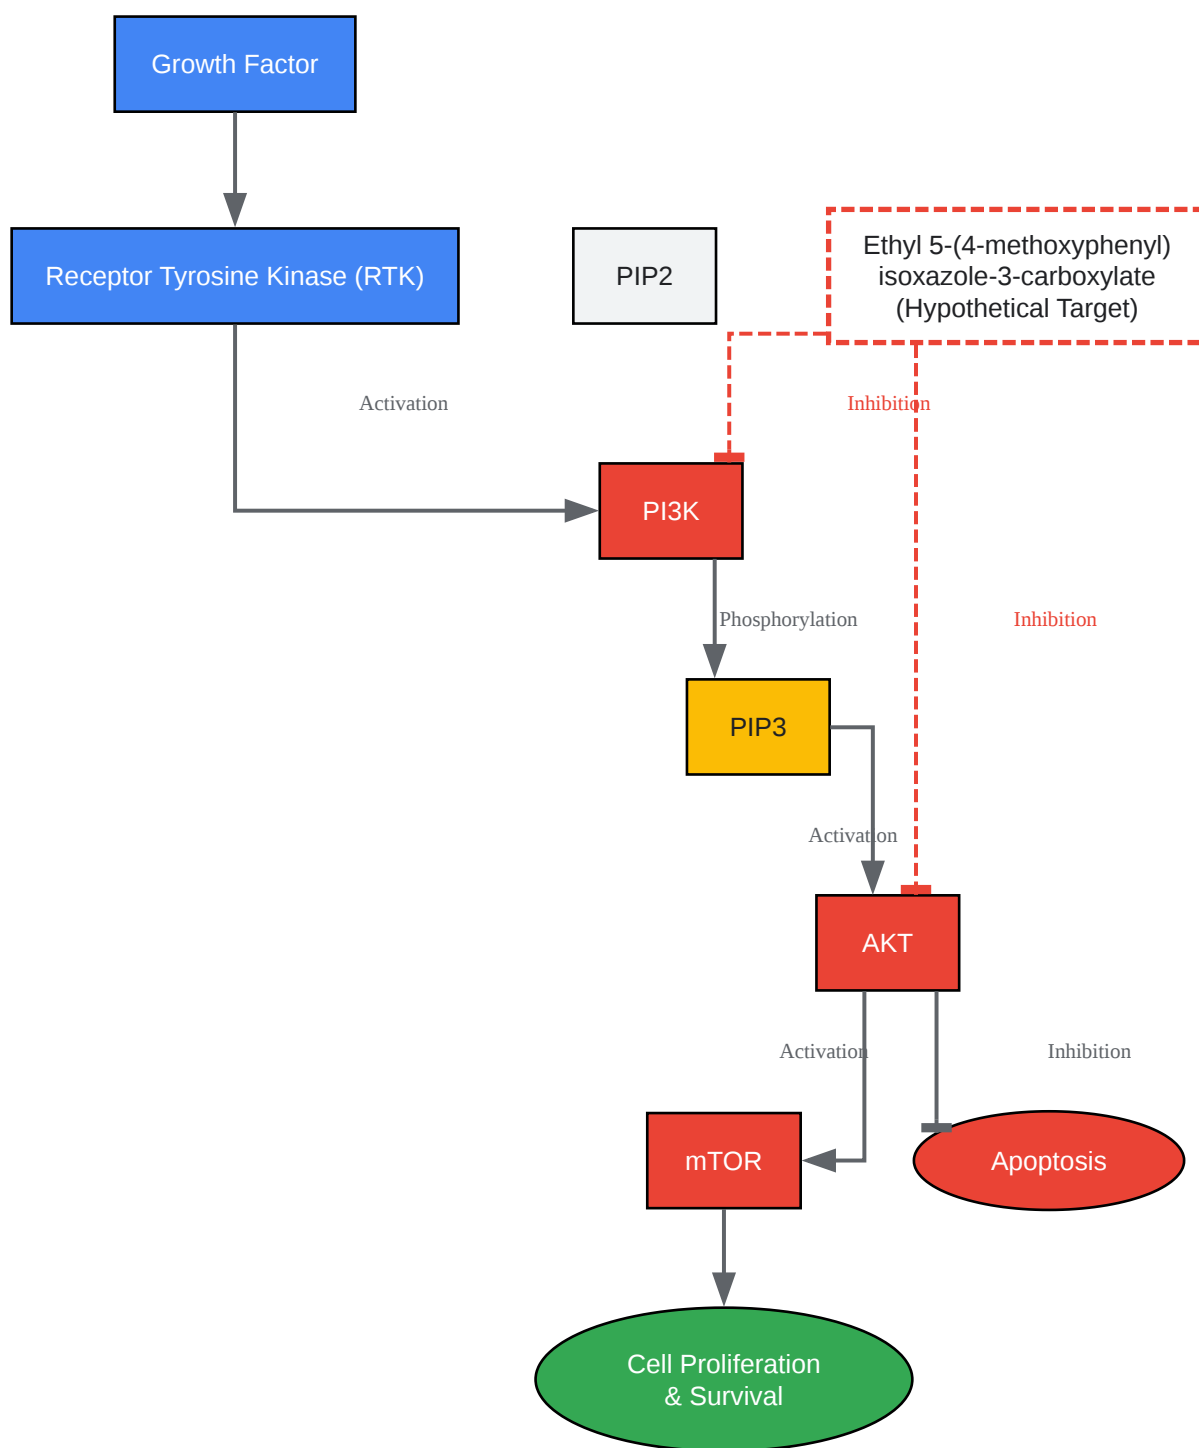 Growth Factor
Receptor Tyrosine Kinase (RTK)
PIP2
Ethyl 5-(4-methoxyphenyl)
isoxazole-3-carboxylate
(Hypothetical Target)
Activation
Inhibition
PI3K
Phosphorylation
Inhibition
PIP3
Activation
AKT
Activation
Inhibition
mTOR
Apoptosis
Cell Proliferation
& Survival